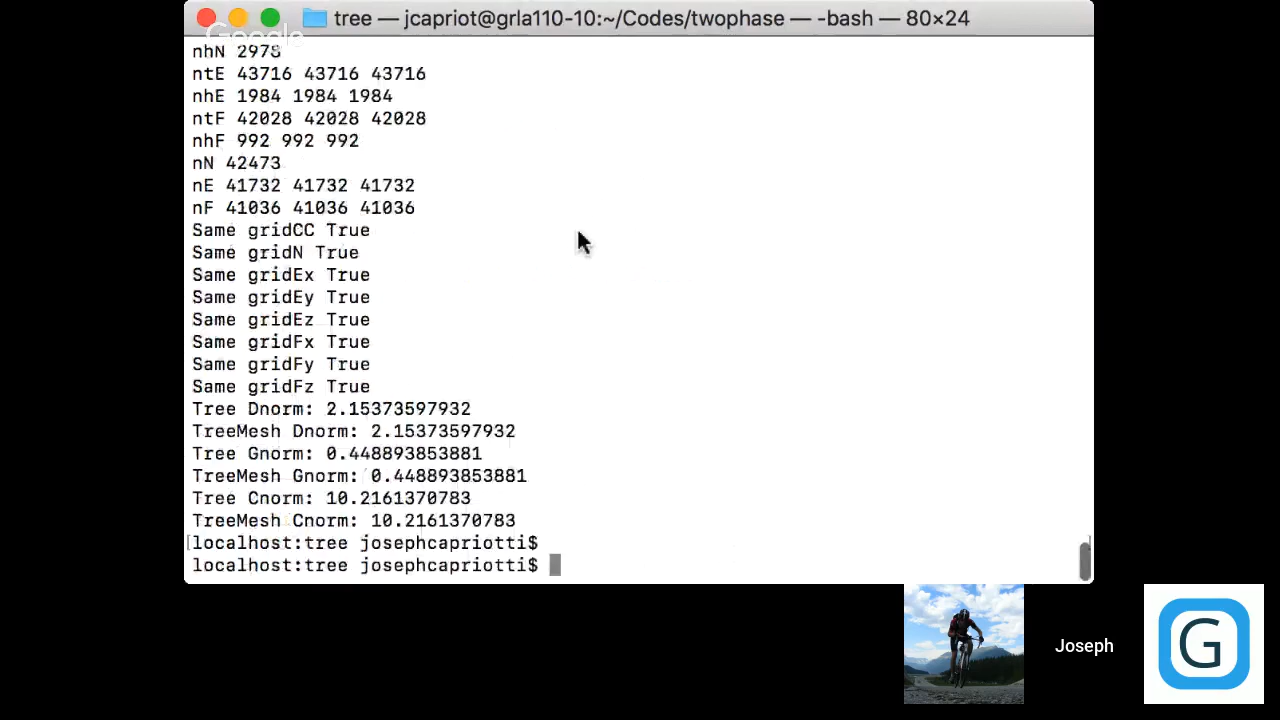 tree — jcapriot@grla110-10:~/Codes/twophase — -bash — 80×24
Google
nhN 2975
ntE 43716 43716 43716
nhE 1984 1984 1984
ntF 42028 42028 42028
nhF 992 992 992
nN 42473
nE 41732 41732 41732
nF 41036 41036 41036
Same gridCC True
Same gridN True
Same gridEx True
Same gridEy True
Same gridEz True
Same gridFx True
Same gridFy True
Same gridFz True
Tree Dnorm: 2.15373597932
TreeMesh Dnorm: 2.15373597932
Tree Gnorm: 0.448893853881
TreeMesh Gnorm: 0.448893853881
Tree Cnorm: 10.2161370783
TreeMesh Cnorm: 10.2161370783
[localhost:tree josephcapriotti$ ]
localhost:tree josephcapriotti$
Joseph
G